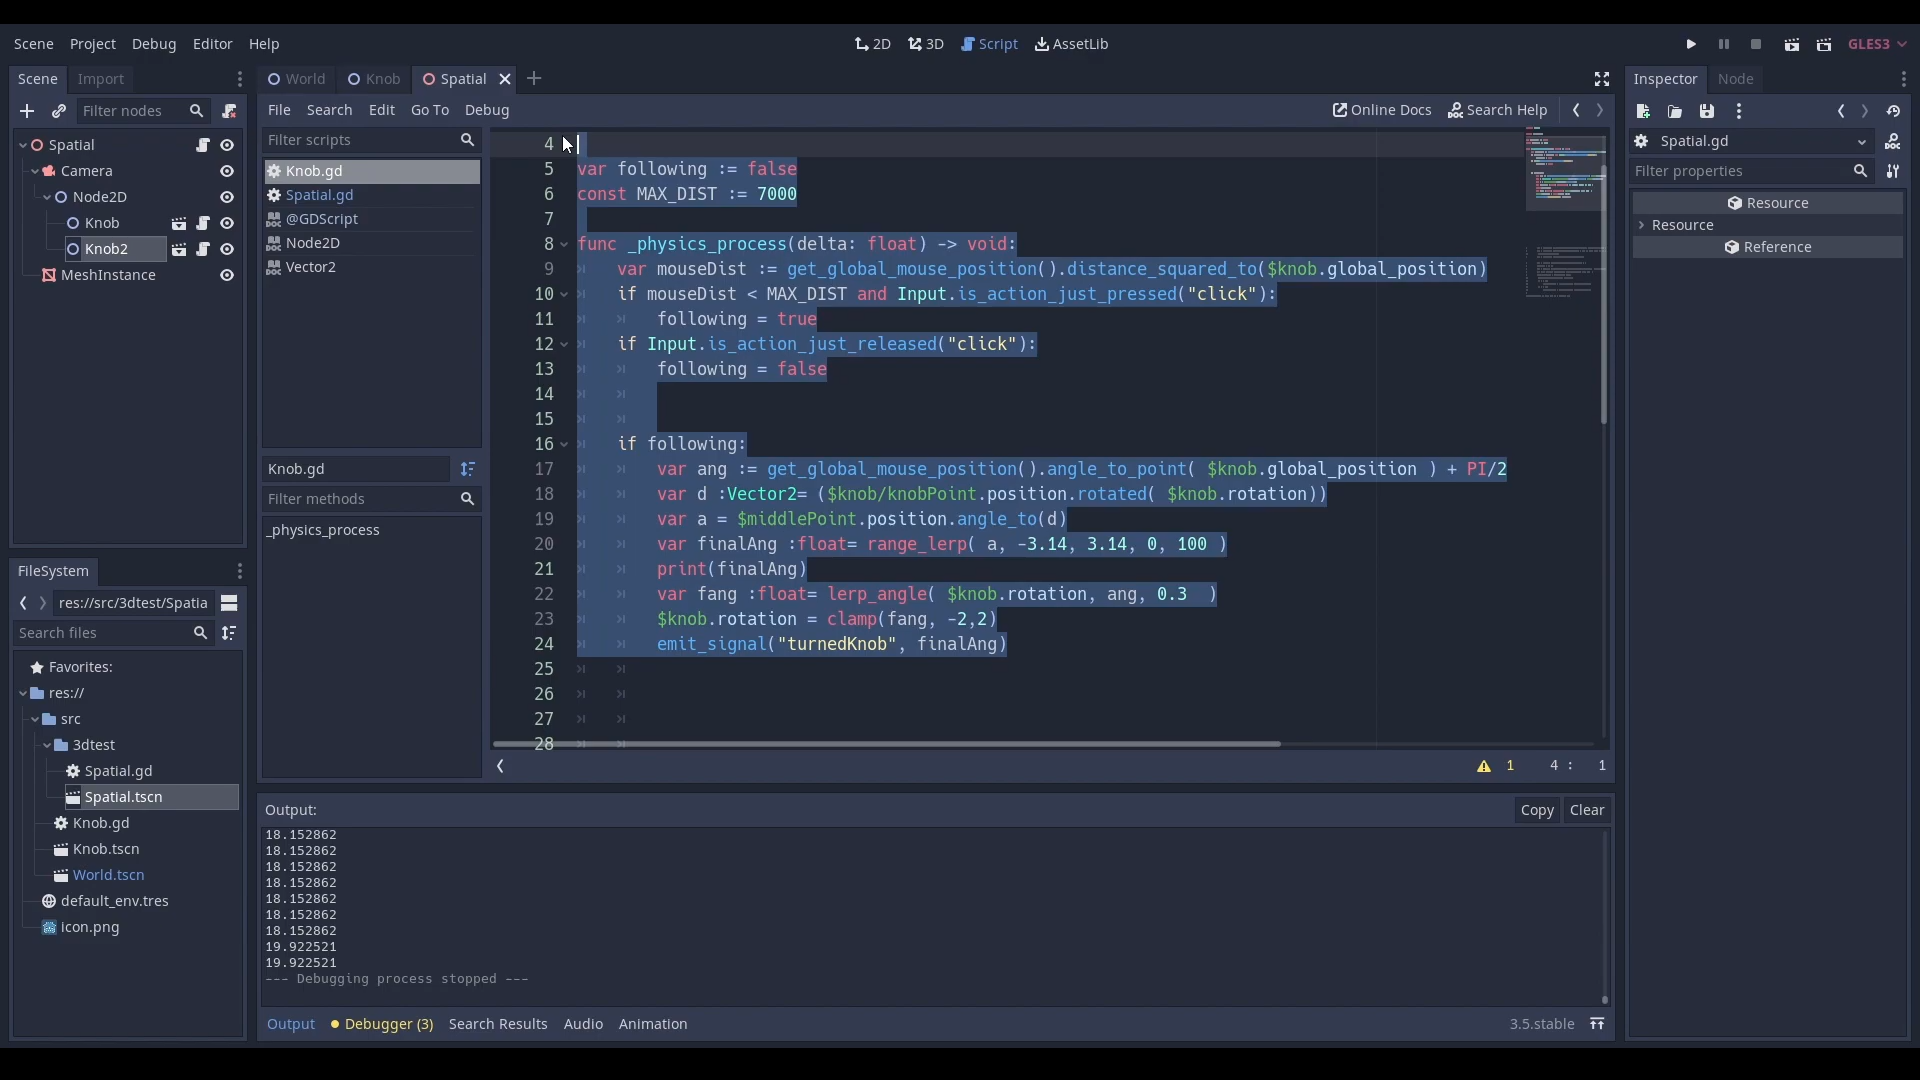 Scene Project Debug Editor Help
2D 3D Script AssetLib
GLES3
Scene Import
World Knob Spatial
Inspector Node
Filter nodes
File Search Edit Go To Debug
Online Docs Search Help
Spatial
Camera
Node2D
Knob
Knob2
MeshInstance
Filter scripts
Knob.gd
Spatial.gd
@GDScript
Node2D
Vector2
Knob.gd
Filter methods
_physics_process
4
5 var following := false
6 const MAX_DIST := 7000
7
8 func _physics_process(delta: float) -> void:
9 var mouseDist := get_global_mouse_position().distance_squared_to($knob.global_position)
10 if mouseDist < MAX_DIST and Input.is_action_just_pressed("click"):
11 following = true
12 if Input.is_action_just_released("click"):
13 following = false
14
15
16 if following:
17 var ang := get_global_mouse_position().angle_to_point( $knob.global_position ) + PI/2
18 var d :Vector2= ($knob/knobPoint.position.rotated( $knob.rotation))
19 var a = $middlePoint.position.angle_to(d)
20 var finalAng :float= range_lerp( a, -3.14, 3.14, 0, 100 )
21 print(finalAng)
22 var fang :float= lerp_angle( $knob.rotation, ang, 0.3 )
23 $knob.rotation = clamp(fang, -2,2)
24 emit_signal("turnedKnob", finalAng)
25
26
27
28
1 4 : 1
Spatial.gd
Filter properties
Resource
Resource
Reference
FileSystem
res://src/3dtest/Spatia
Search files
Favorites:
res://
src
3dtest
Spatial.gd
Spatial.tscn
Knob.gd
Knob.tscn
World.tscn
default_env.tres
icon.png
Output:
Copy Clear
18.152862
18.152862
18.152862
18.152862
18.152862
18.152862
18.152862
19.922521
19.922521
--- Debugging process stopped ---
Output Debugger (3) Search Results Audio Animation
3.5.stable